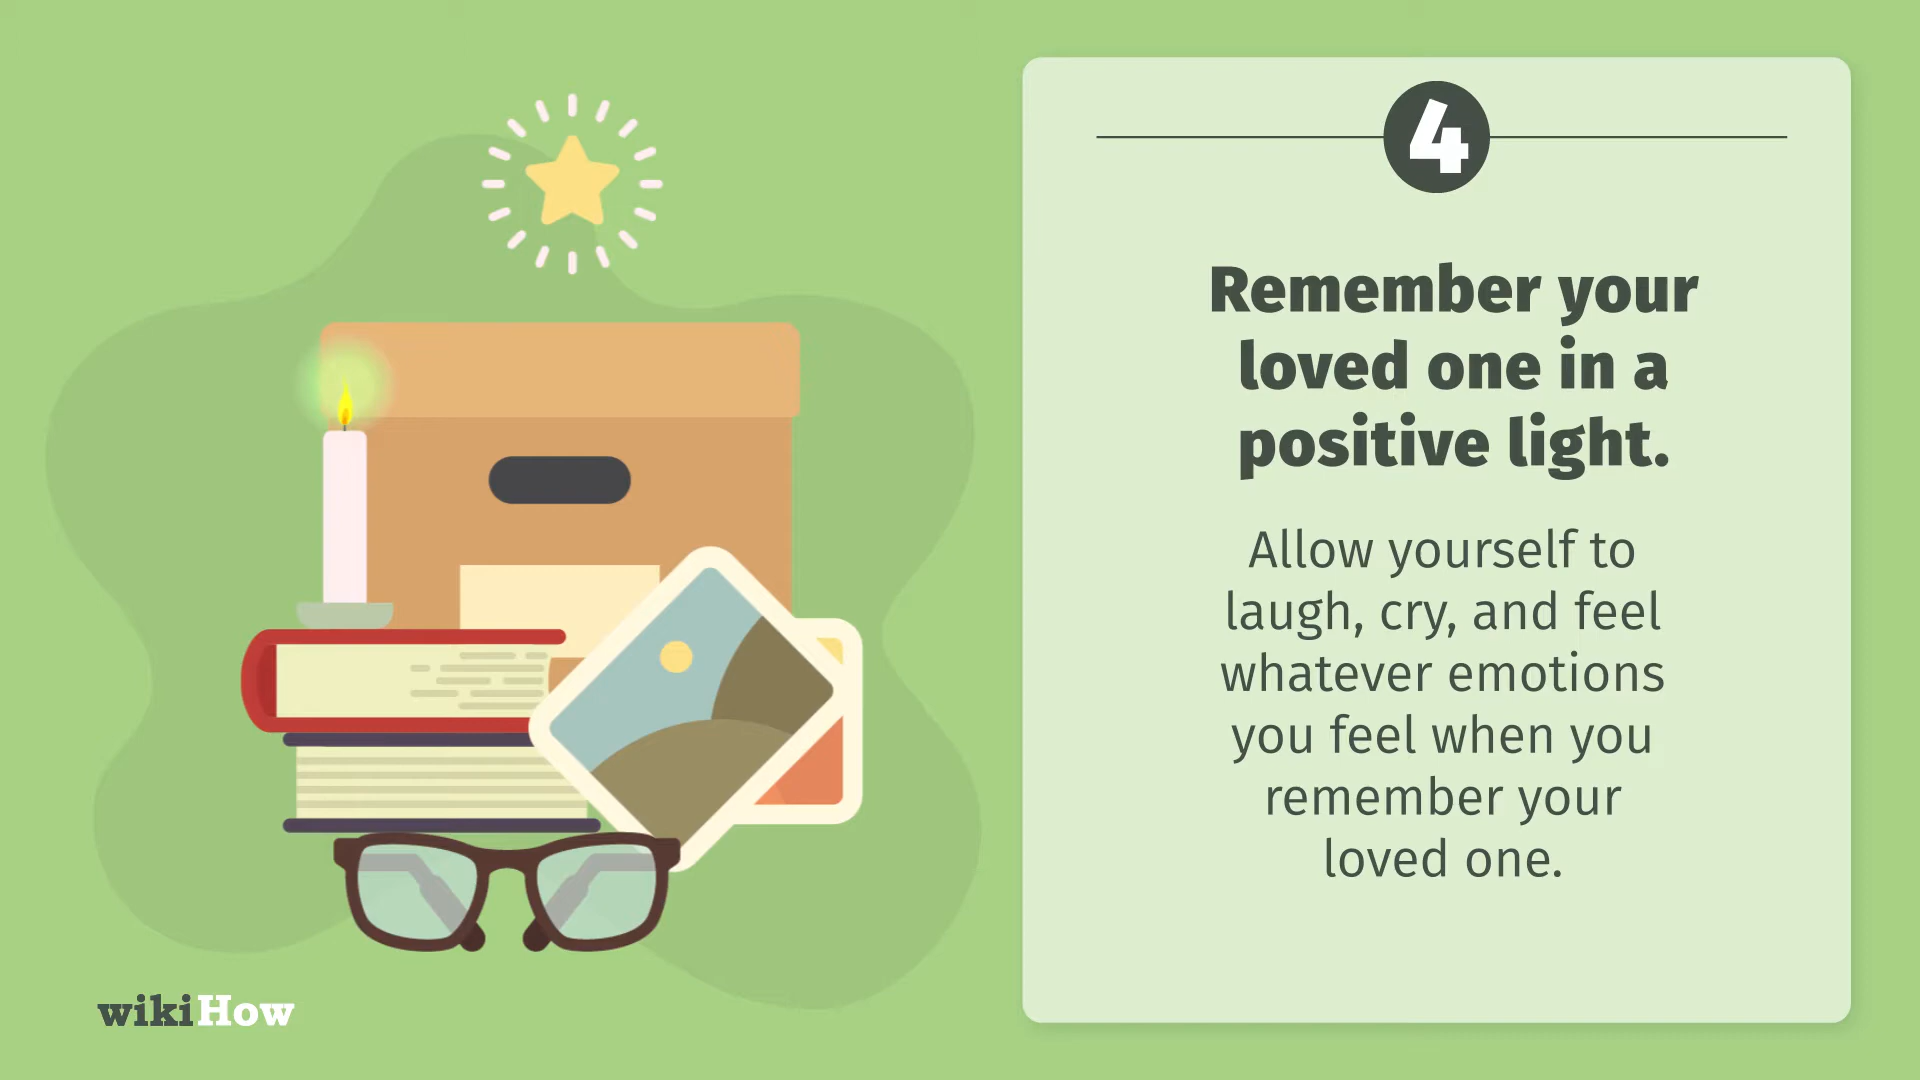 4
Remember your
loved one in a
positive light.
Allow yourself to
laugh, cry, and feel
whatever emotions
you feel when you
remember your
loved one.
wikiHow